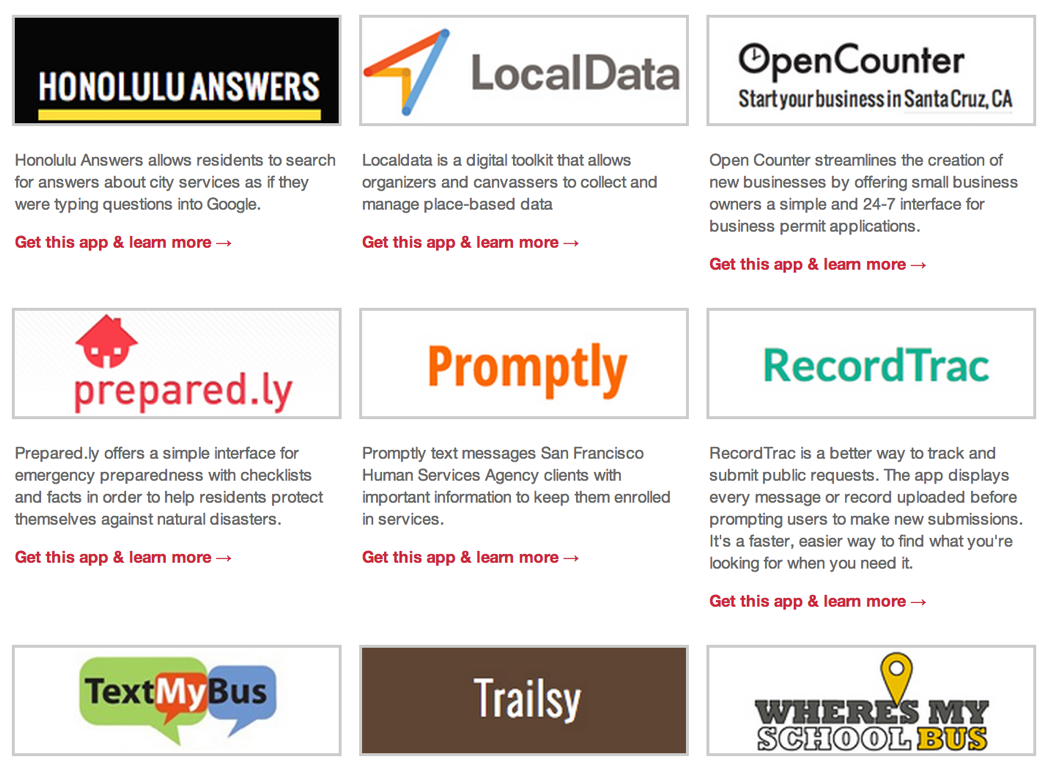 HONOLULU ANSWERS
Honolulu Answers allows residents to search
for answers about city services as if they
were typing questions into Google.
Get this app & learn more →
LocalData
Localdata is a digital toolkit that allows
organizers and canvassers to collect and
manage place-based data
Get this app & learn more →
OpenCounter
Start your business in Santa Cruz, CA
Open Counter streamlines the creation of
new businesses by offering small business
owners a simple and 24-7 interface for
business permit applications.
Get this app & learn more →
prepared.ly
Prepared.ly offers a simple interface for
emergency preparedness with checklists
and facts in order to help residents protect
themselves against natural disasters.
Get this app & learn more →
Promptly
Promptly text messages San Francisco
Human Services Agency clients with
important information to keep them enrolled
in services.
Get this app & learn more →
RecordTrac
RecordTrac is a better way to track and
submit public requests. The app displays
every message or record uploaded before
prompting users to make new submissions.
It's a faster, easier way to find what you're
looking for when you need it.
Get this app & learn more →
TextMyBus
Trailsy
WHERES MY
SCHOOL BUS